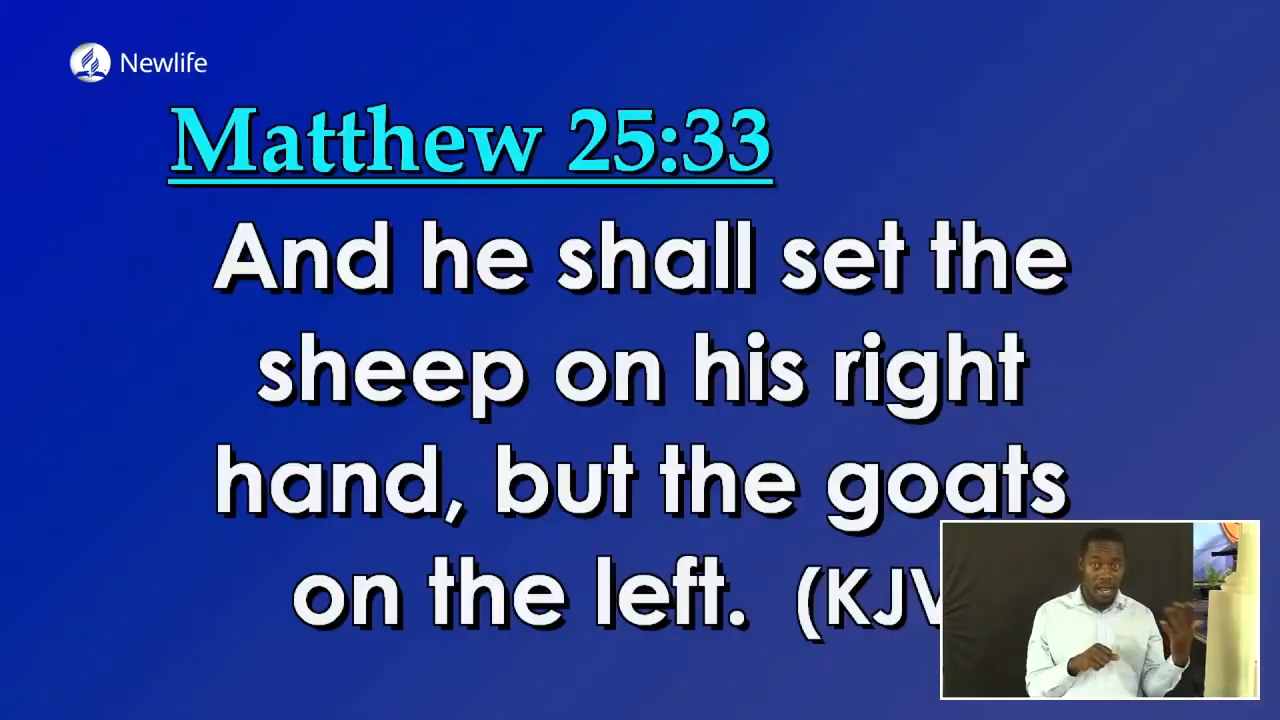 Newlife
Matthew 25:33
And he shall set the
sheep on his right
hand, but the goats
on the left. (KJV